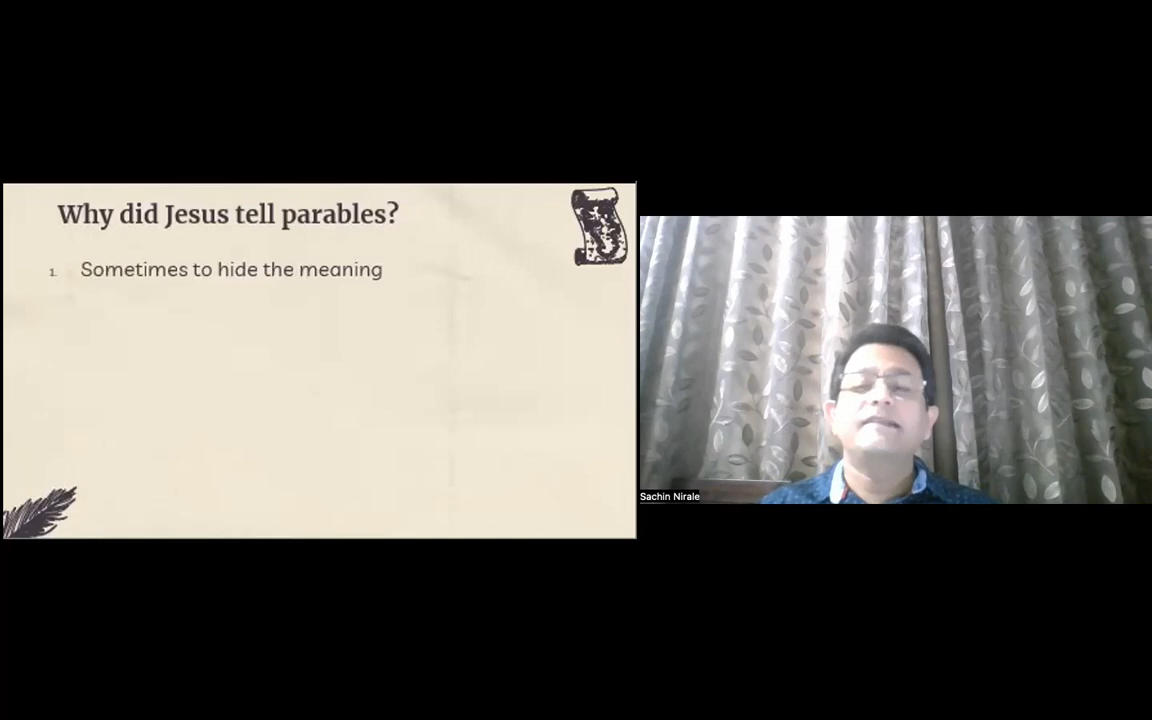 Why did Jesus tell parables?
1. Sometimes to hide the meaning
Sachin Nirale